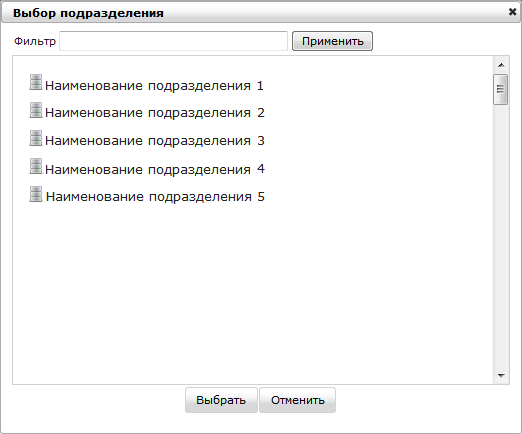 Выбор подразделения
Фильтр Применить
Наименование подразделения 1
Наименование подразделения 2
Наименование подразделения 3
Наименование подразделения 4
Наименование подразделения 5
Выбрать Отменить